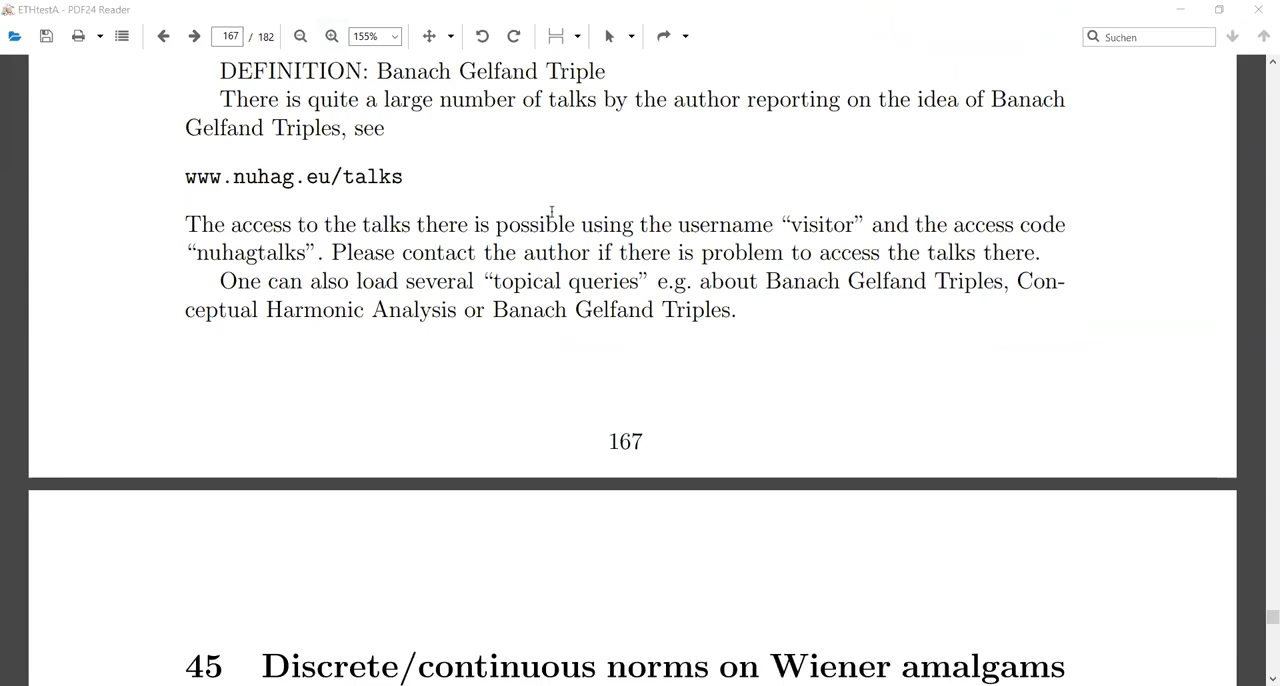 ETHtestA - PDF24 Reader
167 / 182 155% Suchen
DEFINITION: Banach Gelfand Triple
There is quite a large number of talks by the author reporting on the idea of Banach
Gelfand Triples, see
www.nuhag.eu/talks
The access to the talks there is possible using the username “visitor” and the access code
“nuhagtalks”. Please contact the author if there is problem to access the talks there.
One can also load several “topical queries” e.g. about Banach Gelfand Triples, Con-
ceptual Harmonic Analysis or Banach Gelfand Triples.
167
45 Discrete/continuous norms on Wiener amalgams